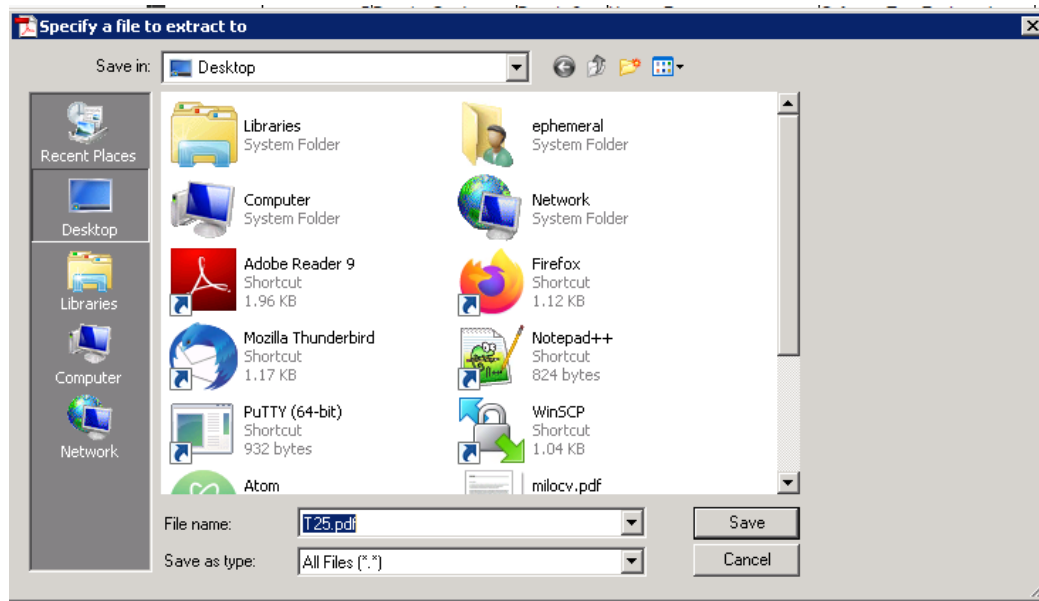 Specify a file to extract to
Save in:
Desktop
Recent Places
Desktop
Libraries
Computer
Network
Libraries
System Folder
ephemeral
System Folder
Computer
System Folder
Network
System Folder
Adobe Reader 9
Shortcut
1.96 KB
Firefox
Shortcut
1.12 KB
Mozilla Thunderbird
Shortcut
1.17 KB
Notepad++
Shortcut
824 bytes
PuTTY (64-bit)
Shortcut
932 bytes
WinSCP
Shortcut
1.04 KB
Atom
milocv.pdf
File name:
T25.pdf
Save
Save as type:
All Files (*.*)
Cancel